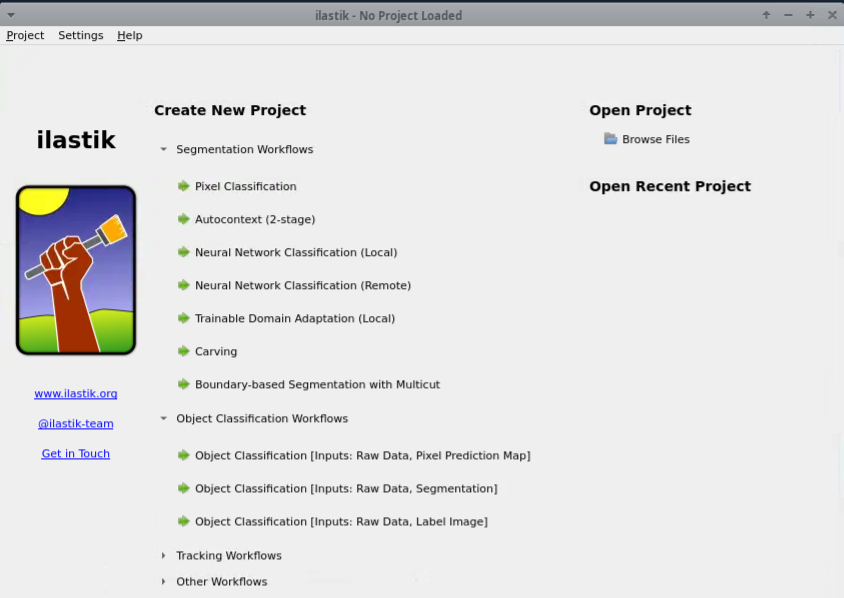 ilastik - No Project Loaded
Project Settings Help
ilastik
www.ilastik.org
@ilastik-team
Get in Touch
Create New Project
Segmentation Workflows
Pixel Classification
Autocontext (2-stage)
Neural Network Classification (Local)
Neural Network Classification (Remote)
Trainable Domain Adaptation (Local)
Carving
Boundary-based Segmentation with Multicut
Object Classification Workflows
Object Classification [Inputs: Raw Data, Pixel Prediction Map]
Object Classification [Inputs: Raw Data, Segmentation]
Object Classification [Inputs: Raw Data, Label Image]
Tracking Workflows
Other Workflows
Open Project
Browse Files
Open Recent Project